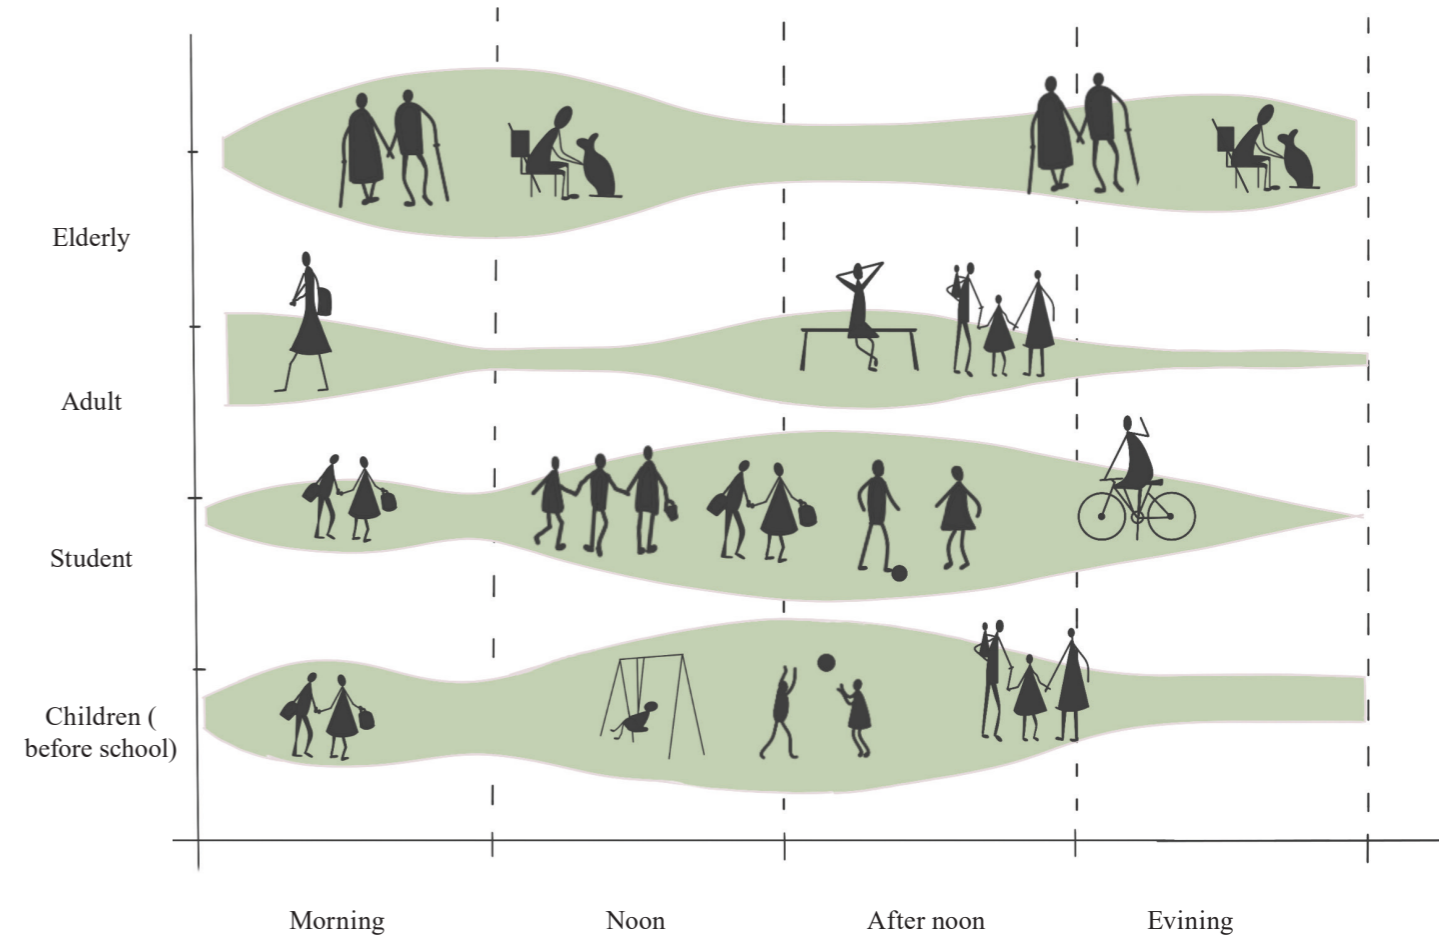 Elderly
Adult
Student
Children (
before school)
Morning
Noon
After noon
Evining